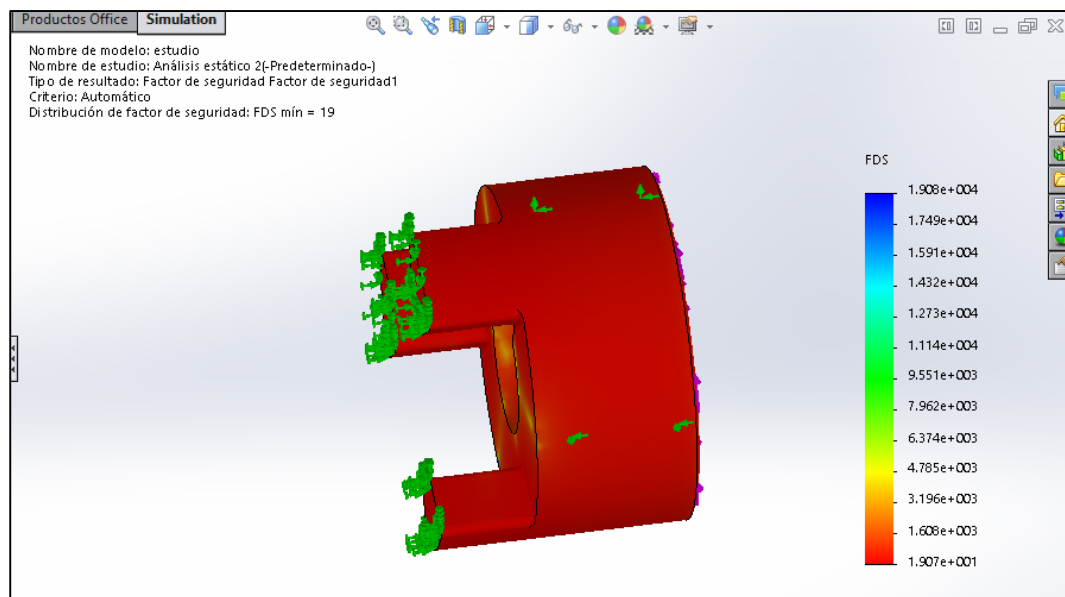 Productos Office Simulation
Nombre de modelo: estudio
Nombre de estudio: Análisis estático 2(-Predeterminado-)
Tipo de resultado: Factor de seguridad Factor de seguridad1
Criterio: Automático
Distribución de factor de seguridad: FDS mín = 19
FDS
1.908e+004
1.749e+004
1.591e+004
1.432e+004
1.273e+004
1.114e+004
9.551e+003
7.962e+003
6.374e+003
4.785e+003
3.196e+003
1.608e+003
1.907e+001